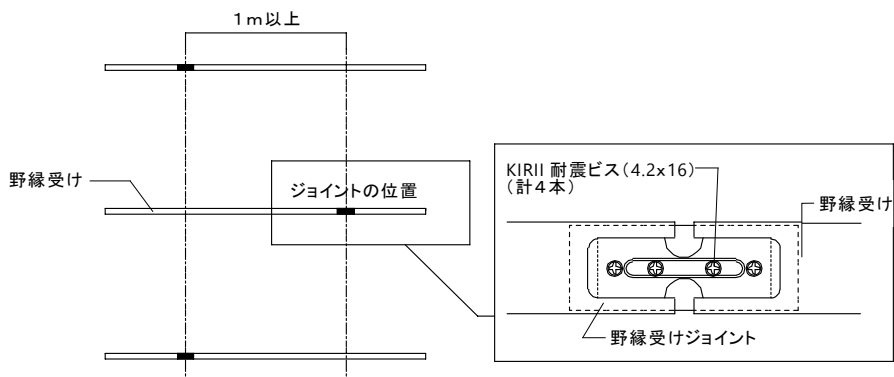 1m以上
野縁受け
ジョイントの位置
KIRII 耐震ビス(4.2x16)
(計4本)
野縁受け
野縁受けジョイント